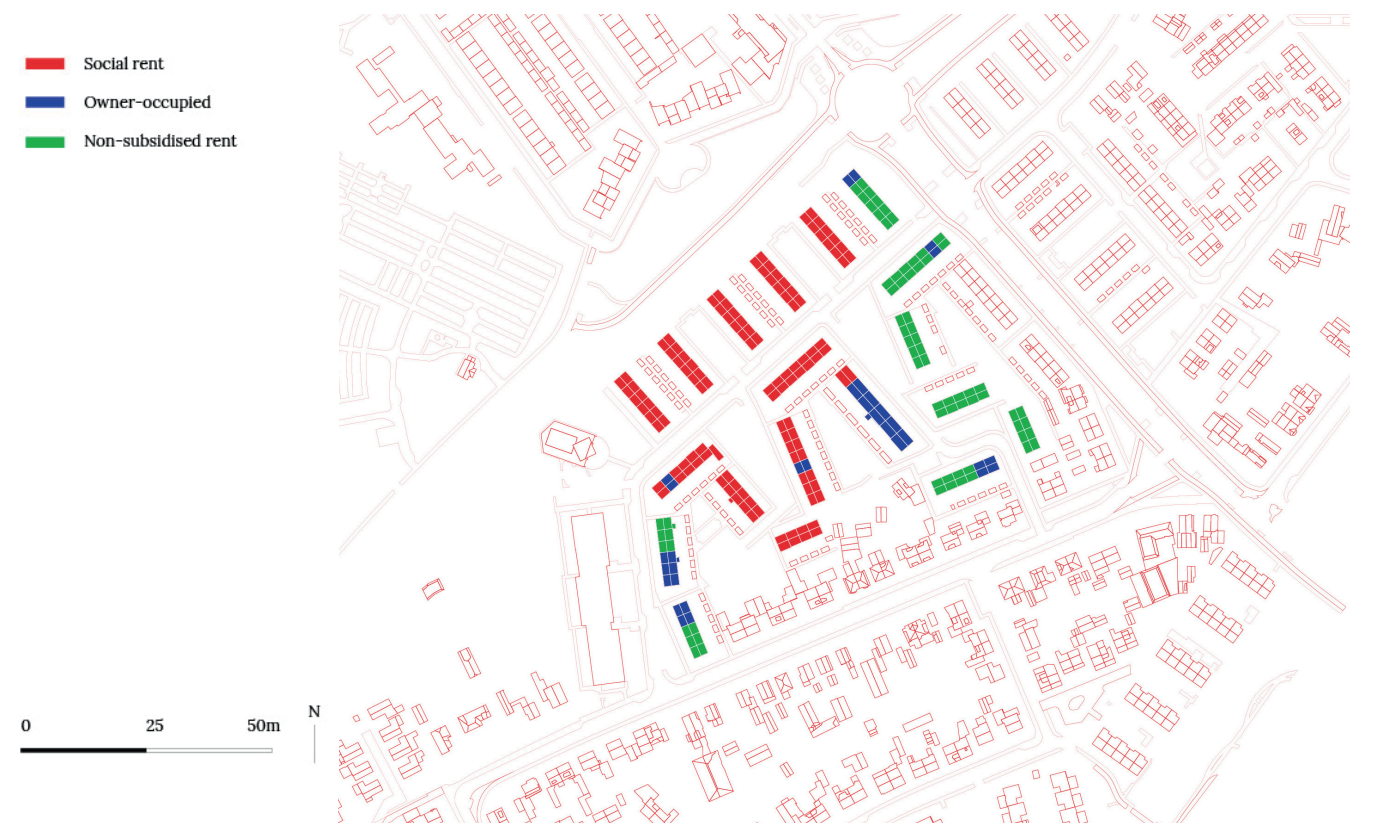 Social rent
Owner-occupied
Non-subsidised rent
0 25 50m
N